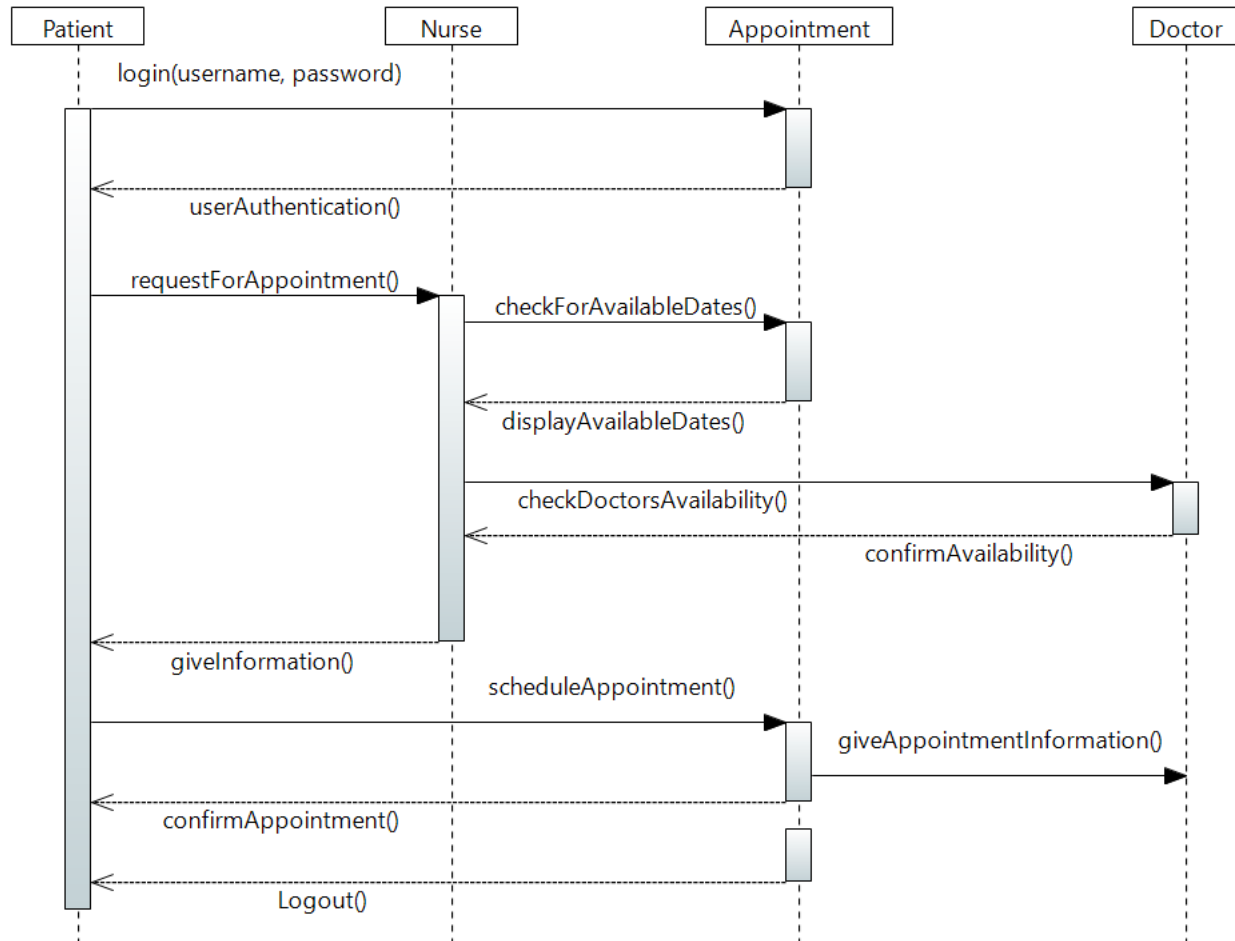 Patient
Nurse
Appointment
Doctor
login(username, password)
userAuthentication()
requestForAppointment()
checkForAvailableDates()
displayAvailableDates()
checkDoctorsAvailability()
confirmAvailability()
giveInformation()
scheduleAppointment()
giveAppointmentInformation()
confirmAppointment()
Logout()